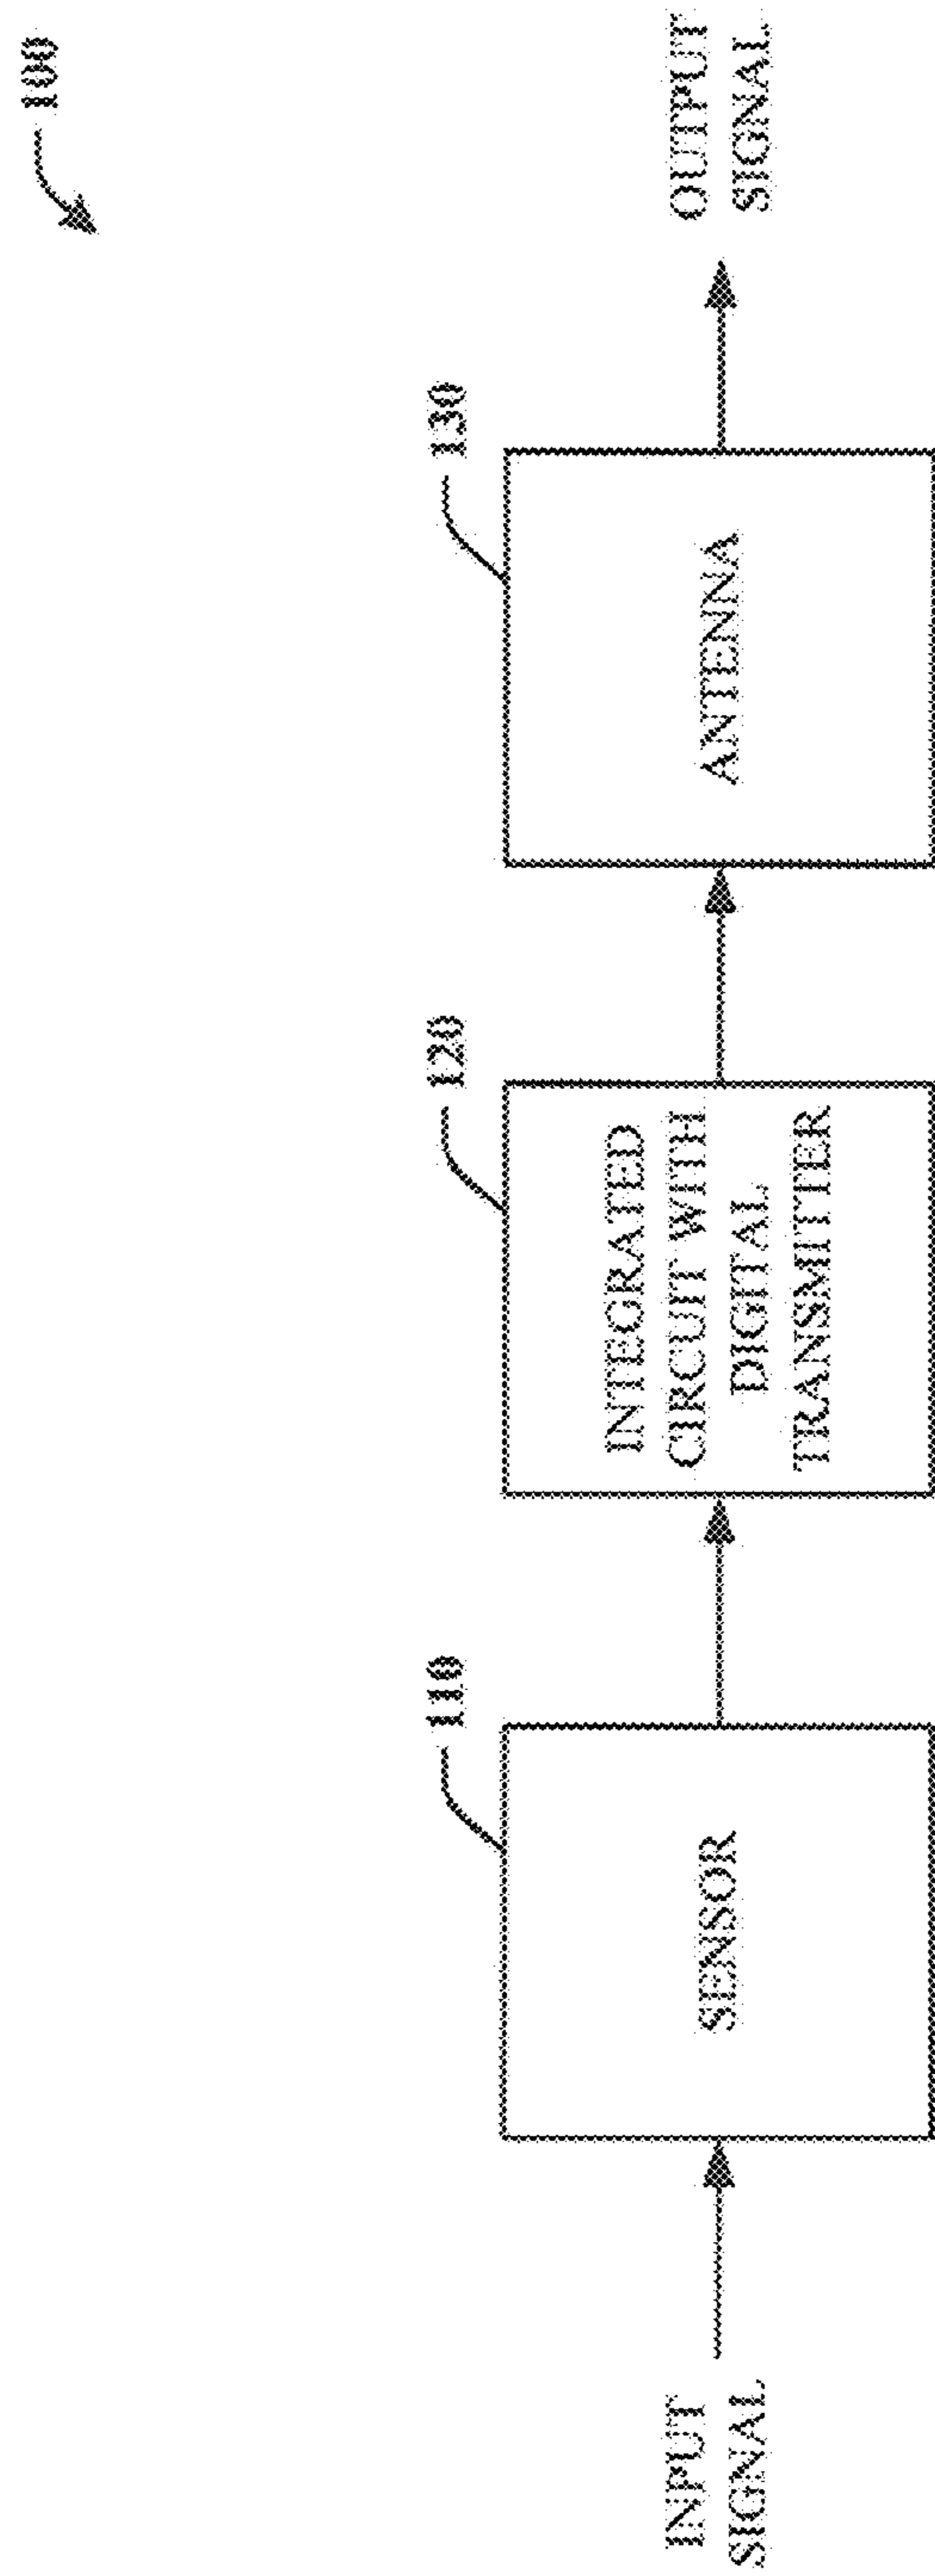 100
INPUT
SIGNAL
110
SENSOR
120
INTEGRATED
CIRCUIT WITH
DIGITAL
TRANSMITTER
130
ANTENNA
OUTPUT
SIGNAL